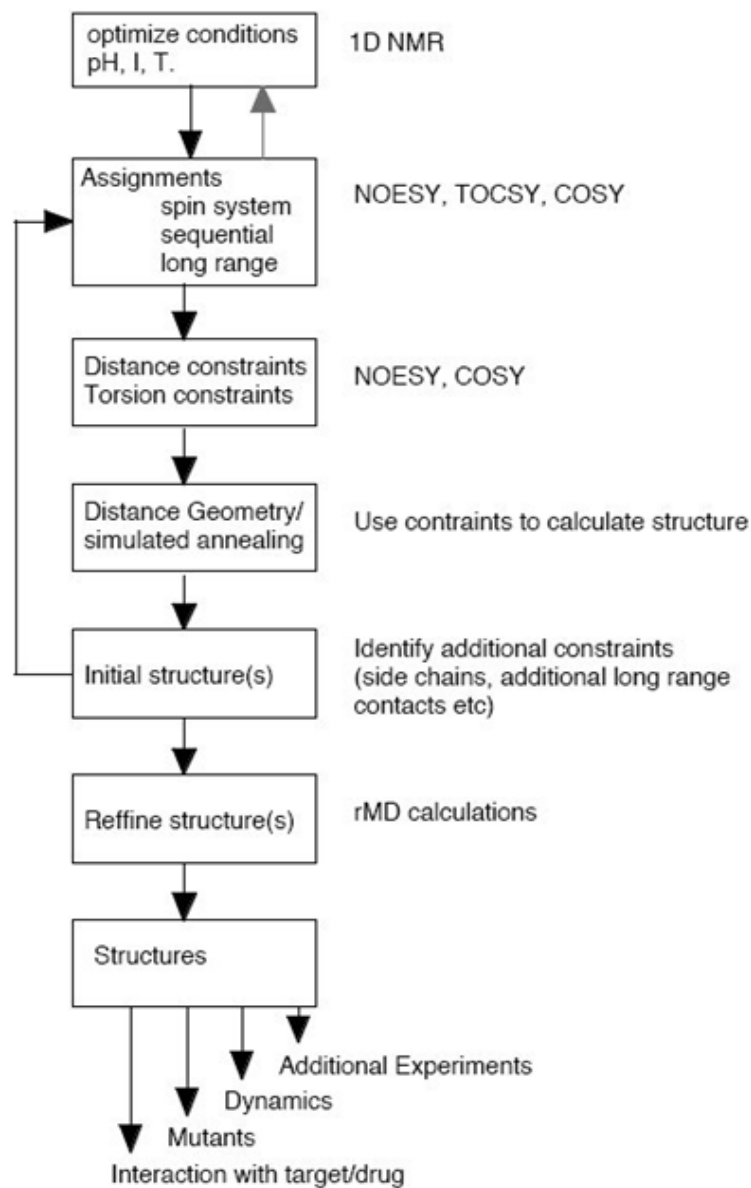 optimize conditions
pH, I, T.
1D NMR
Assignments
spin system
sequential
long range
NOESY, TOCSY, COSY
Distance constraints
Torsion constraints
NOESY, COSY
Distance Geometry/
simulated annealing
Use contraints to calculate structure
Initial structure(s)
Identify additional constraints
(side chains, additional long range
contacts etc)
Reffine structure(s)
rMD calculations
Structures
Additional Experiments
Dynamics
Mutants
Interaction with target/drug